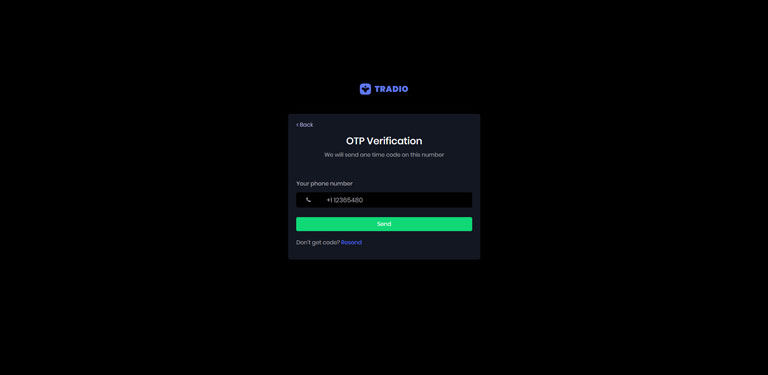 TRADIO
‹ Back
OTP Verification
We will send one time code on this number
Your phone number
+1 12365480
Send
Don't get code? Resend